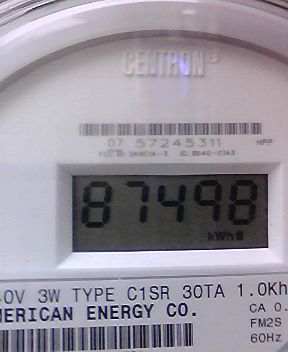 CENTRON
07 57245311 HPP
87498
kWh
0V 3W TYPE C1SR 30TA 1.0Kh
MERICAN ENERGY CO. CA 0.
FM2S
60Hz